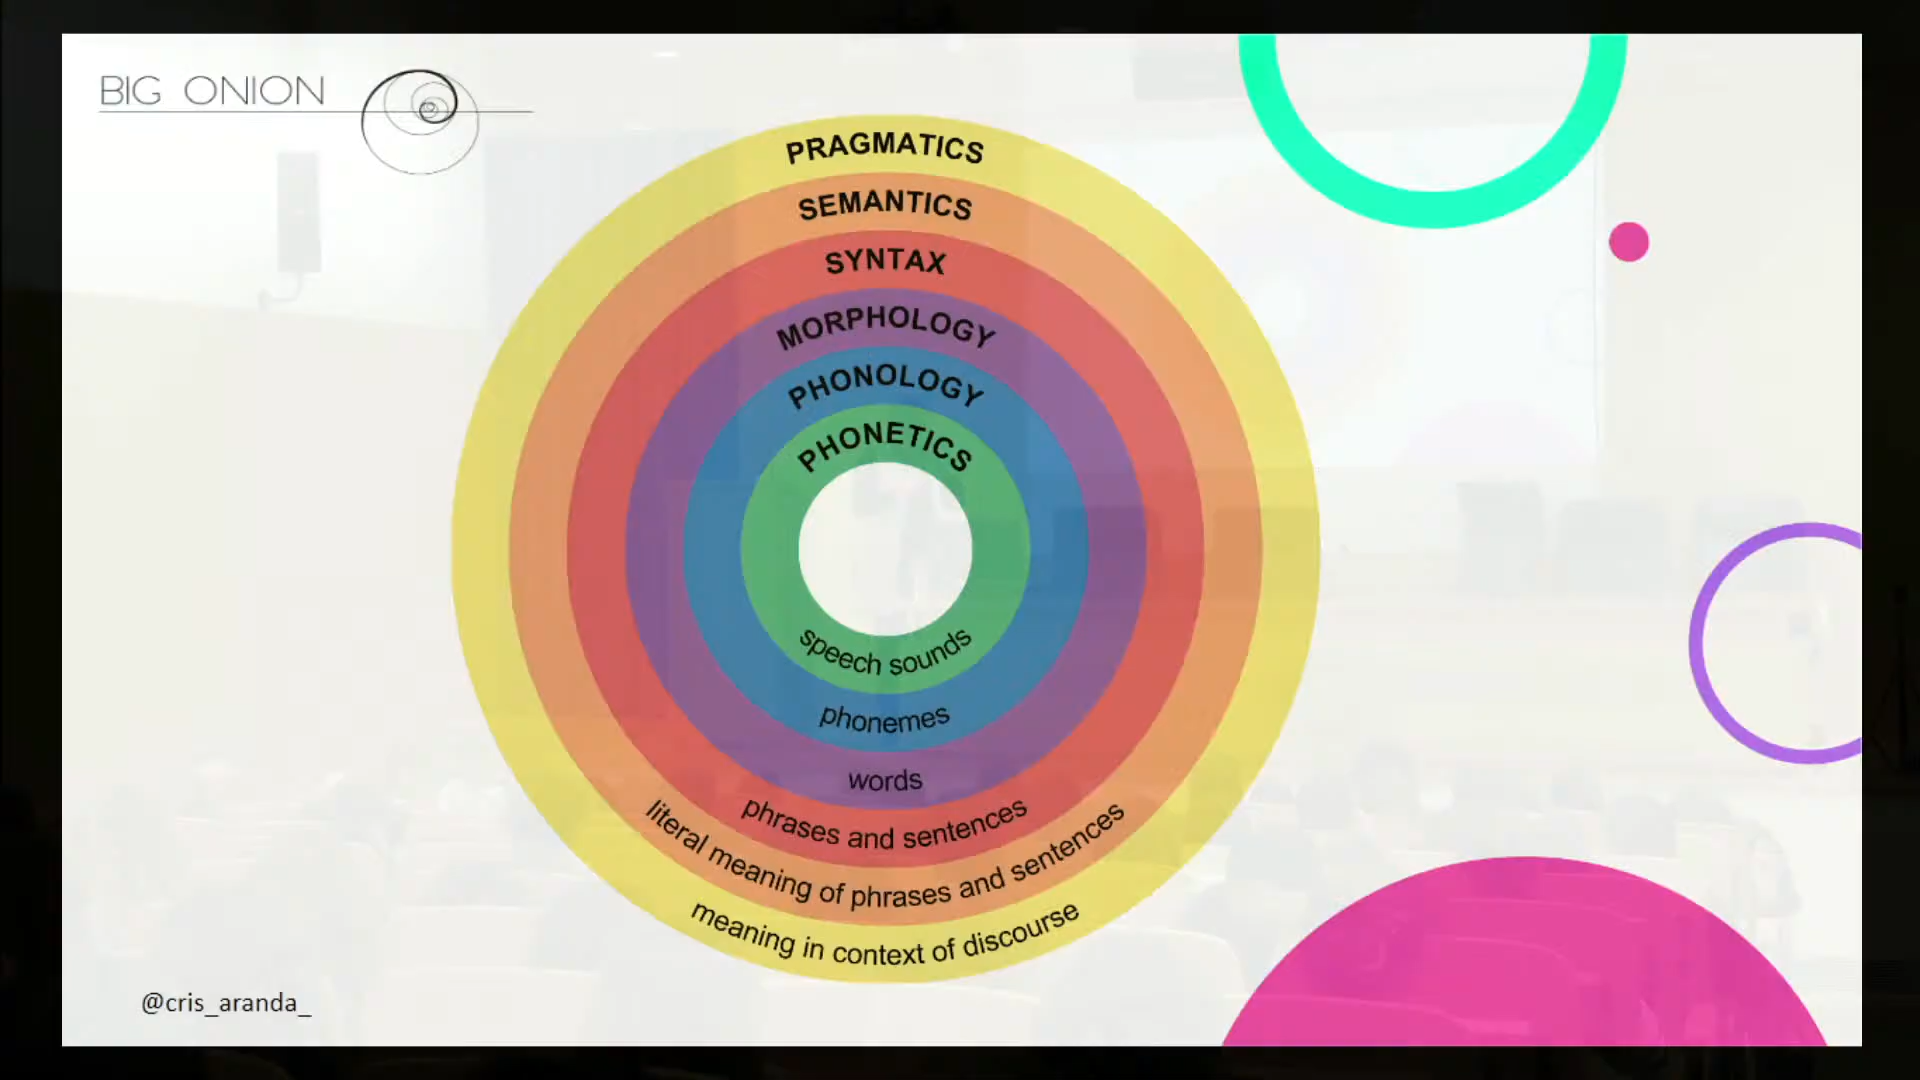 BIG ONION
PRAGMATICS
SEMANTICS
SYNTAX
MORPHOLOGY
PHONOLOGY
PHONETICS
speech sounds
phonemes
words
phrases and sentences
literal meaning of phrases and sentences
meaning in context of discourse
@cris_aranda_